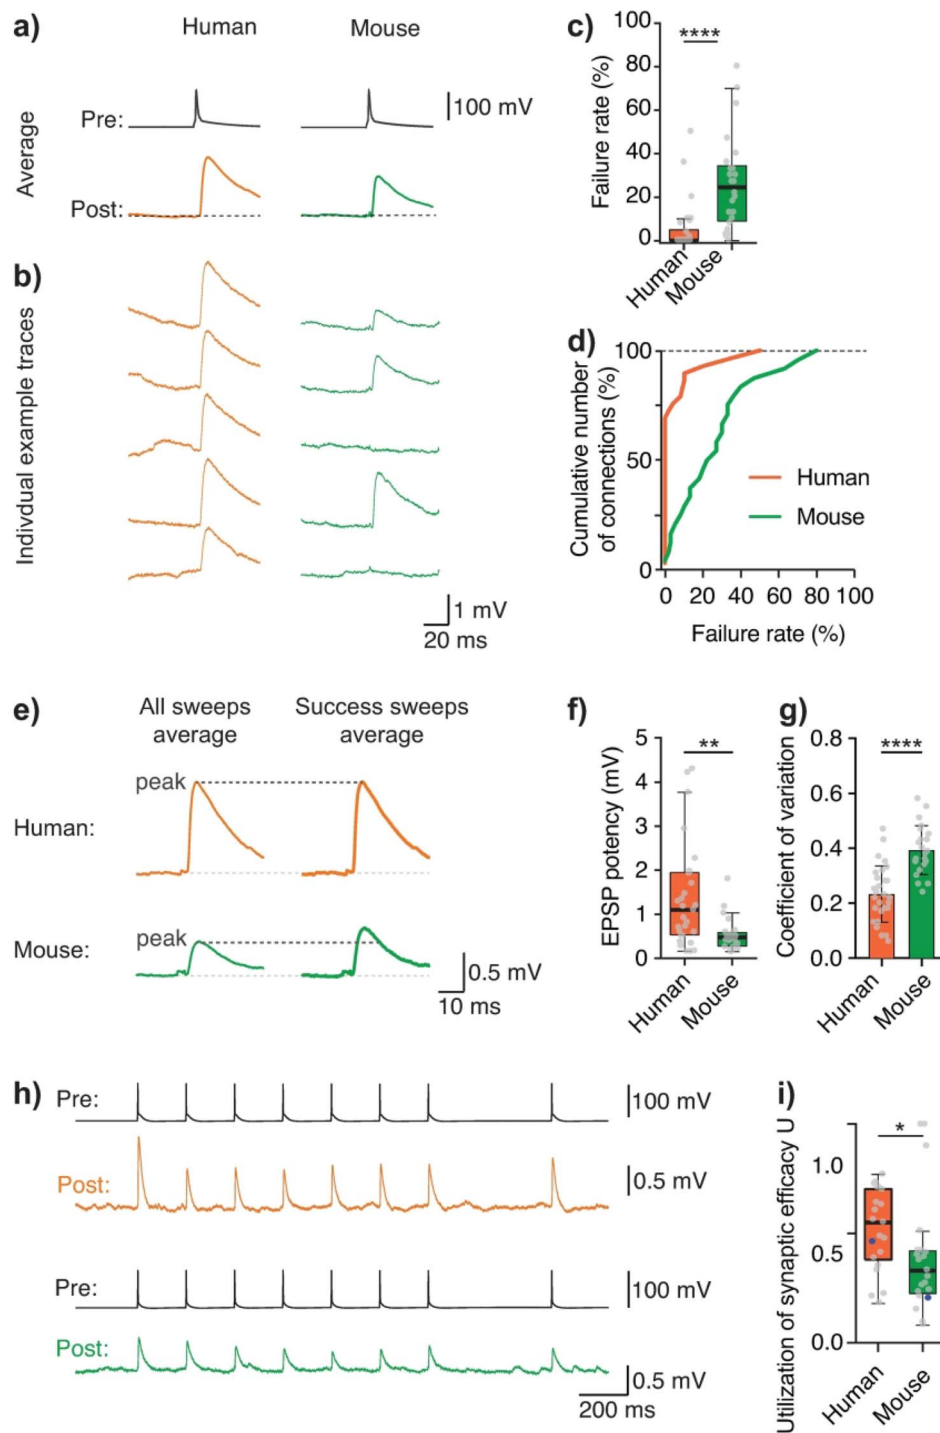 a)
Human
Mouse
Average
Pre:
100 mV
Post:
b)
Indivdual example traces
1 mV
20 ms
c)
Failure rate (%)
100
80
60
40
20
0
****
Human
Mouse
d)
Cumulative number
of connections (%)
100
50
0
Human
Mouse
0 20 40 60 80 100
Failure rate (%)
e)
All sweeps
average
Success sweeps
average
peak
Human:
peak
Mouse:
0.5 mV
10 ms
f)
EPSP potency (mV)
5
4
3
2
1
0
**
Human
Mouse
g)
Coefficient of variation
0.8
0.6
0.4
0.2
0.0
****
Human
Mouse
h)
Pre:
100 mV
Post:
0.5 mV
Pre:
100 mV
Post:
0.5 mV
200 ms
i)
Utilization of synaptic efficacy U
1.0
0.5
0.0
*
Human
Mouse